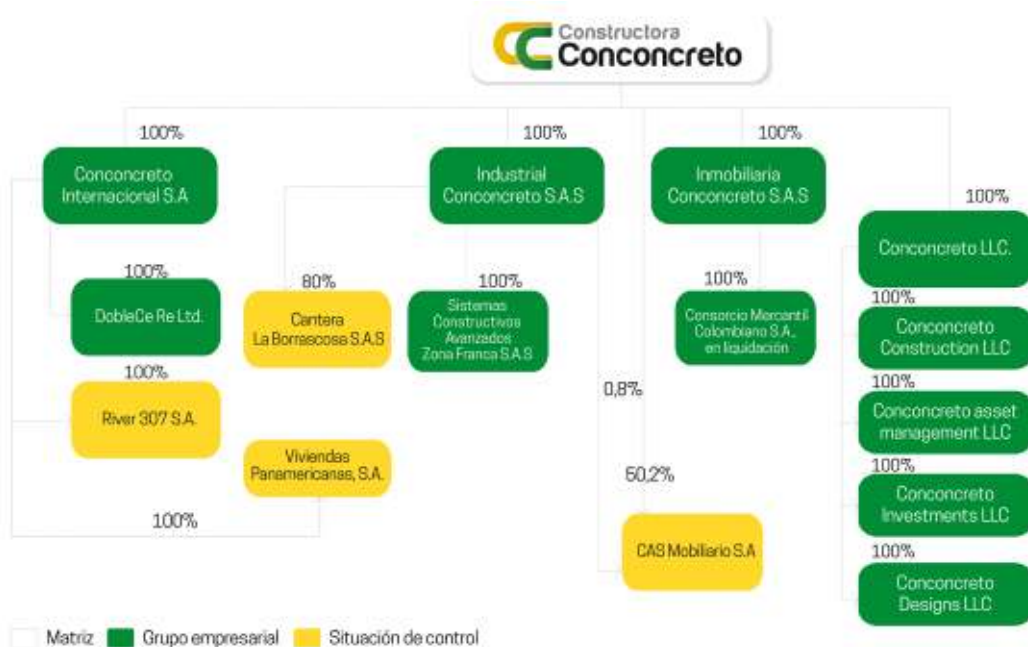 Constructora
Conconcreto
100%
100%
100%
Conconcreto
Internacional S.A
Industrial
Conconcreto S.A.S
Inmobiliaria
Conconcreto S.A.S
100%
Conconcreto LLC.
100%
DobleCe Re Ltd.
80%
Cantera
La Borrascosa S.A.S
100%
Sistemas
Constructivos
Avanzados
Zona Franca S.A.S
100%
Consorcio Mercantil
Colombiano S.A.,
en liquidación
100%
Conconcreto
Construction LLC
100%
River 307 S.A.
0,8%
100%
Conconcreto asset
management LLC
Viviendas
Panamericanas, S.A.
100%
50,2%
CAS Mobiliario S.A
100%
Conconcreto
Investments LLC
100%
Conconcreto
Designs LLC
Matriz
Grupo empresarial
Situación de control